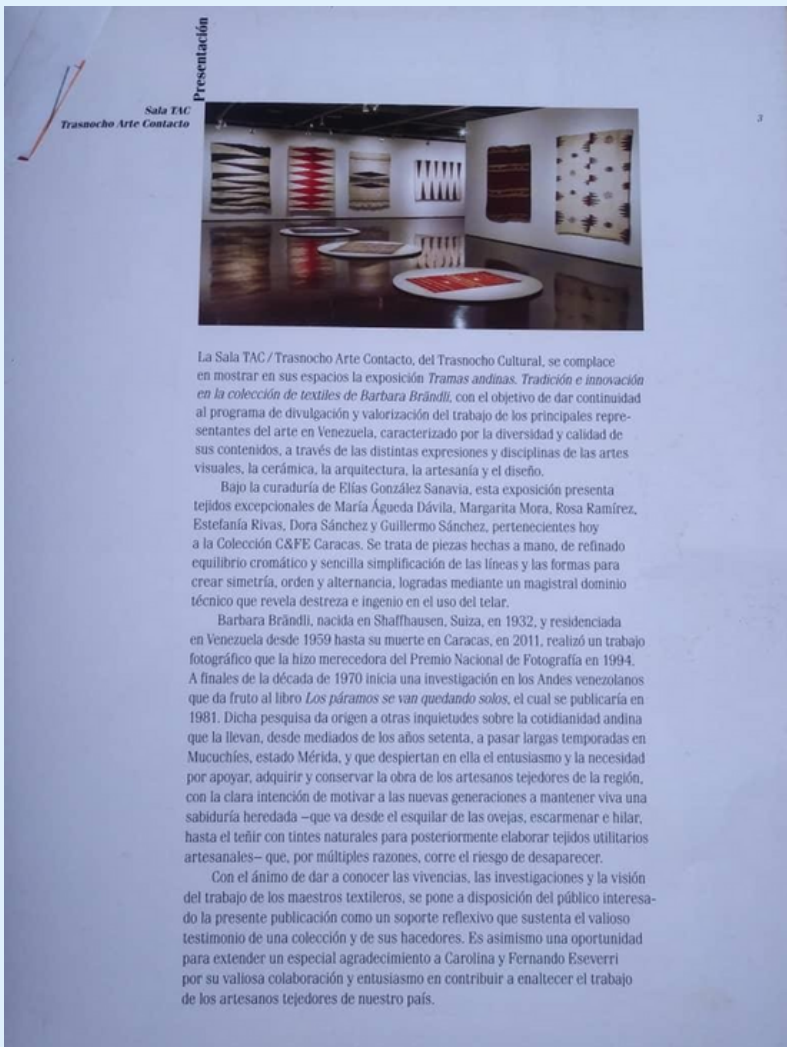 Presentación
Sala TAC
Trasnocho Arte Contacto
3
La Sala TAC / Trasnocho Arte Contacto, del Trasnocho Cultural, se complace
en mostrar en sus espacios la exposición Tramas andinas. Tradición e innovación
en la colección de textiles de Barbara Brändli, con el objetivo de dar continuidad
al programa de divulgación y valorización del trabajo de los principales repre-
sentantes del arte en Venezuela, caracterizado por la diversidad y calidad de
sus contenidos, a través de las distintas expresiones y disciplinas de las artes
visuales, la cerámica, la arquitectura, la artesanía y el diseño.
Bajo la curaduría de Elías González Sanavia, esta exposición presenta
tejidos excepcionales de María Águeda Dávila, Margarita Mora, Rosa Ramírez,
Estefanía Rivas, Dora Sánchez y Guillermo Sánchez, pertenecientes hoy
a la Colección C&FE Caracas. Se trata de piezas hechas a mano, de refinado
equilibrio cromático y sencilla simplificación de las líneas y las formas para
crear simetría, orden y alternancia, logradas mediante un magistral dominio
técnico que revela destreza e ingenio en el uso del telar.
Barbara Brändli, nacida en Shaffhausen, Suiza, en 1932, y residenciada
en Venezuela desde 1959 hasta su muerte en Caracas, en 2011, realizó un trabajo
fotográfico que la hizo merecedora del Premio Nacional de Fotografía en 1994.
A finales de la década de 1970 inicia una investigación en los Andes venezolanos
que da fruto al libro Los páramos se van quedando solos, el cual se publicaría en
1981. Dicha pesquisa da origen a otras inquietudes sobre la cotidianidad andina
que la llevan, desde mediados de los años setenta, a pasar largas temporadas en
Mucuchíes, estado Mérida, y que despiertan en ella el entusiasmo y la necesidad
por apoyar, adquirir y conservar la obra de los artesanos tejedores de la región,
con la clara intención de motivar a las nuevas generaciones a mantener viva una
sabiduría heredada –que va desde el esquilar de las ovejas, escarmenar e hilar,
hasta el teñir con tintes naturales para posteriormente elaborar tejidos utilitarios
artesanales– que, por múltiples razones, corre el riesgo de desaparecer.
Con el ánimo de dar a conocer las vivencias, las investigaciones y la visión
del trabajo de los maestros textileros, se pone a disposición del público interesa-
do la presente publicación como un soporte reflexivo que sustenta el valioso
testimonio de una colección y de sus hacedores. Es asimismo una oportunidad
para extender un especial agradecimiento a Carolina y Fernando Eseverri
por su valiosa colaboración y entusiasmo en contribuir a enaltecer el trabajo
de los artesanos tejedores de nuestro país.